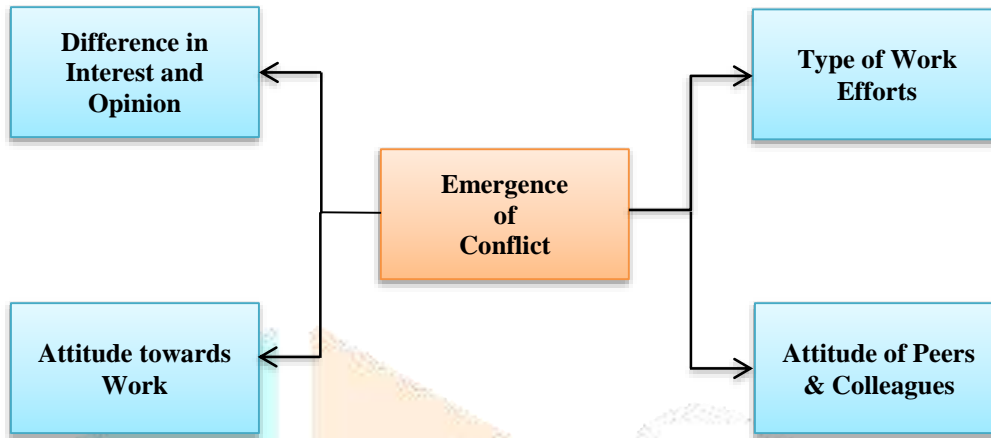 Difference in
Interest and
Opinion
Type of Work
Efforts
Emergence
of
Conflict
Attitude towards
Work
Attitude of Peers
& Colleagues